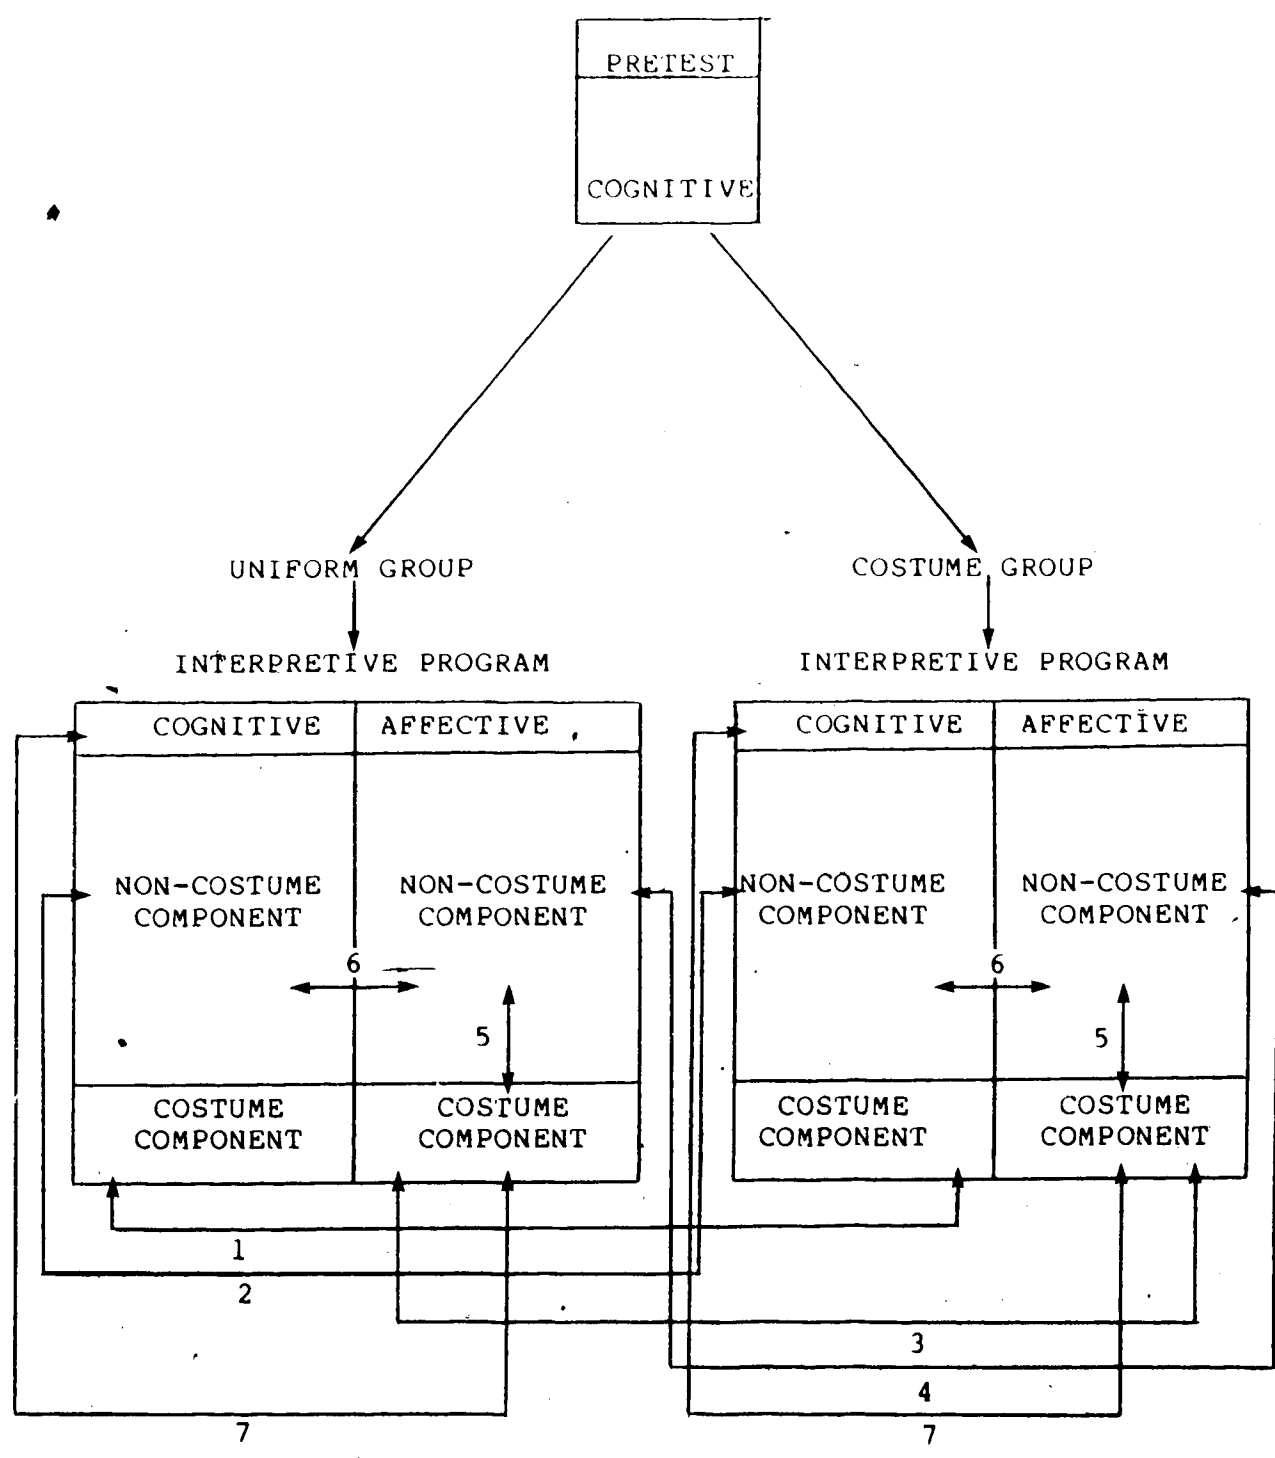 PRETEST
COGNITIVE
UNIFORM GROUP
COSTUME GROUP
INTERPRETIVE PROGRAM
INTERPRETIVE PROGRAM
COGNITIVE
AFFECTIVE
COGNITIVE
AFFECTIVE
NON-COSTUME
COMPONENT
NON-COSTUME
COMPONENT
NON-COSTUME
COMPONENT
NON-COSTUME
COMPONENT
6
6
5
5
COSTUME
COMPONENT
COSTUME
COMPONENT
COSTUME
COMPONENT
COSTUME
COMPONENT
1
2
3
4
7
7